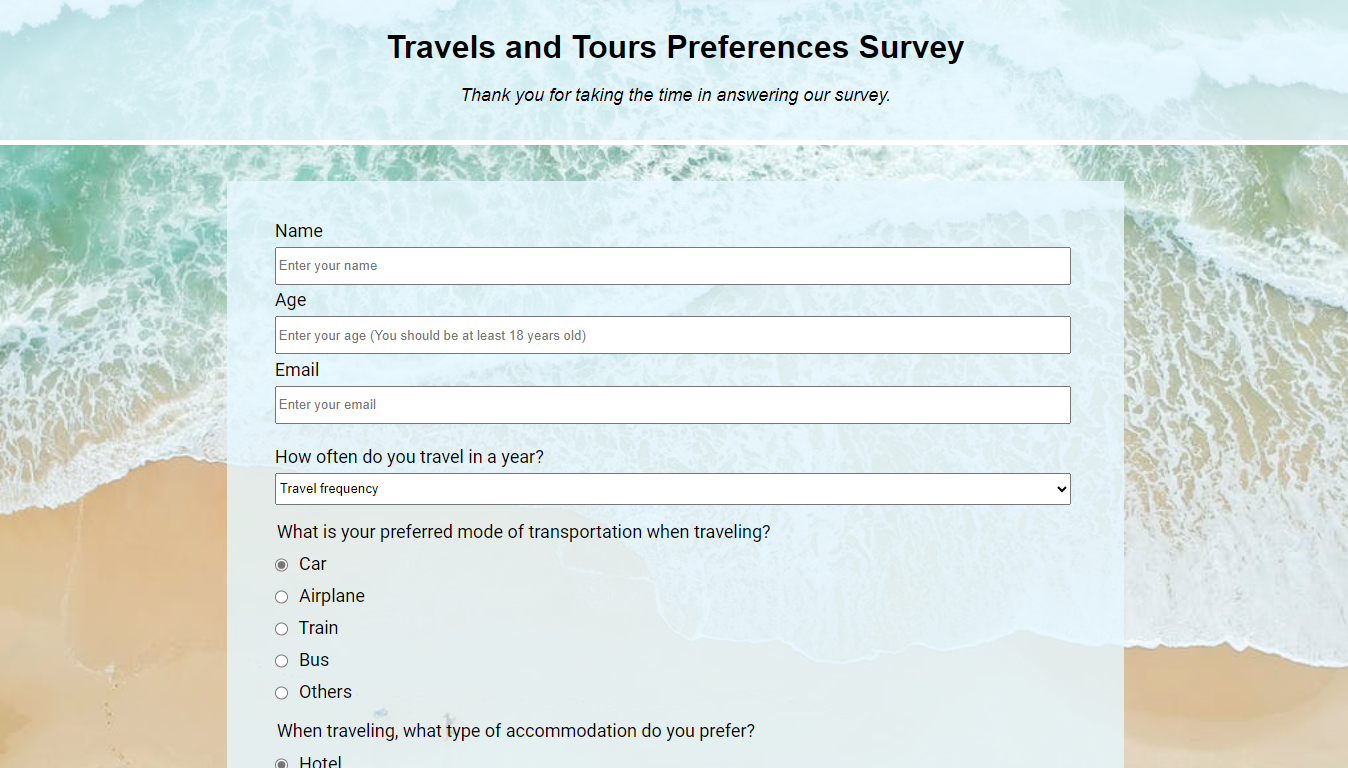 Travels and Tours Preferences Survey
Thank you for taking the time in answering our survey.
Name
Enter your name
Age
Enter your age (You should be at least 18 years old)
Email
Enter your email
How often do you travel in a year?
Travel frequency
What is your preferred mode of transportation when traveling?
Car
Airplane
Train
Bus
Others
When traveling, what type of accommodation do you prefer?
Hotel